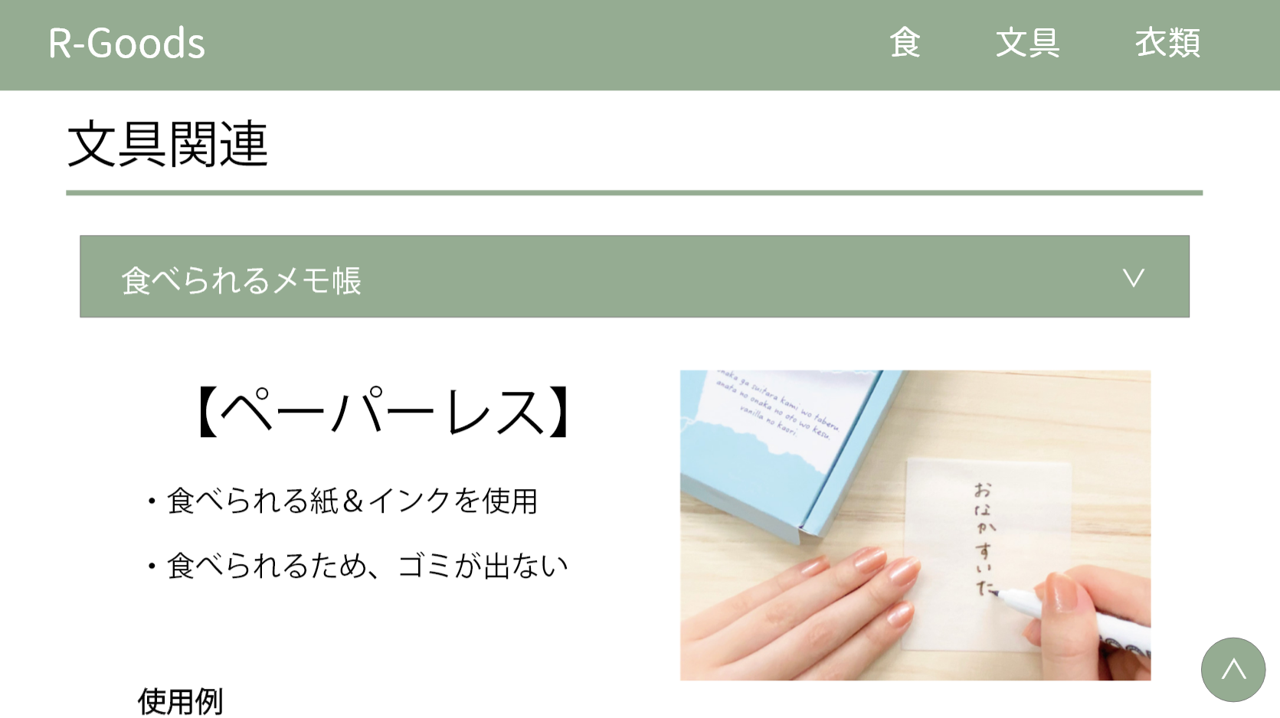 R-Goods
食 文具 衣類
文具関連
食べられるメモ帳
【ペーパーレス】
・食べられる紙＆インクを使用
・食べられるため、ゴミが出ない
使用例
onaka ga suitara kami wo taberu
anata no onaka no oto wo kesu
vanilla no kaori.
おなかすいた